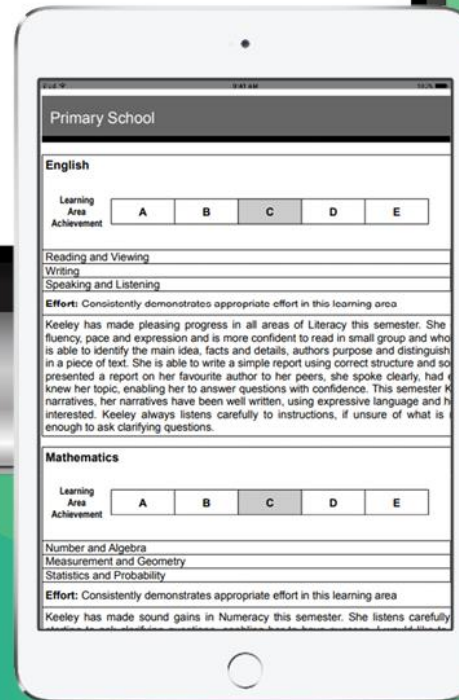 9:41 AM
Primary School
English
Learning
Area
Achievement
A B C D E
Reading and Viewing
Writing
Speaking and Listening
Effort: Consistently demonstrates appropriate effort in this learning area
Keeley has made pleasing progress in all areas of Literacy this semester. She
fluency, pace and expression and is more confident to read in small group and
is able to identify the main idea, facts and details, authors purpose and distinguish
in a piece of text. She is able to write a simple report using correct structure and
presented a report on her favourite author to her peers, she spoke clearly, had
knew her topic, enabling her to answer questions with confidence. This semester
narratives, her narratives have been well written, using expressive language and
interested. Keeley always listens carefully to instructions, if unsure of what is
enough to ask clarifying questions.
Mathematics
Learning
Area
Achievement
A B C D E
Number and Algebra
Measurement and Geometry
Statistics and Probability
Effort: Consistently demonstrates appropriate effort in this learning area
Keeley has made sound gains in Numeracy this semester. She listens carefully